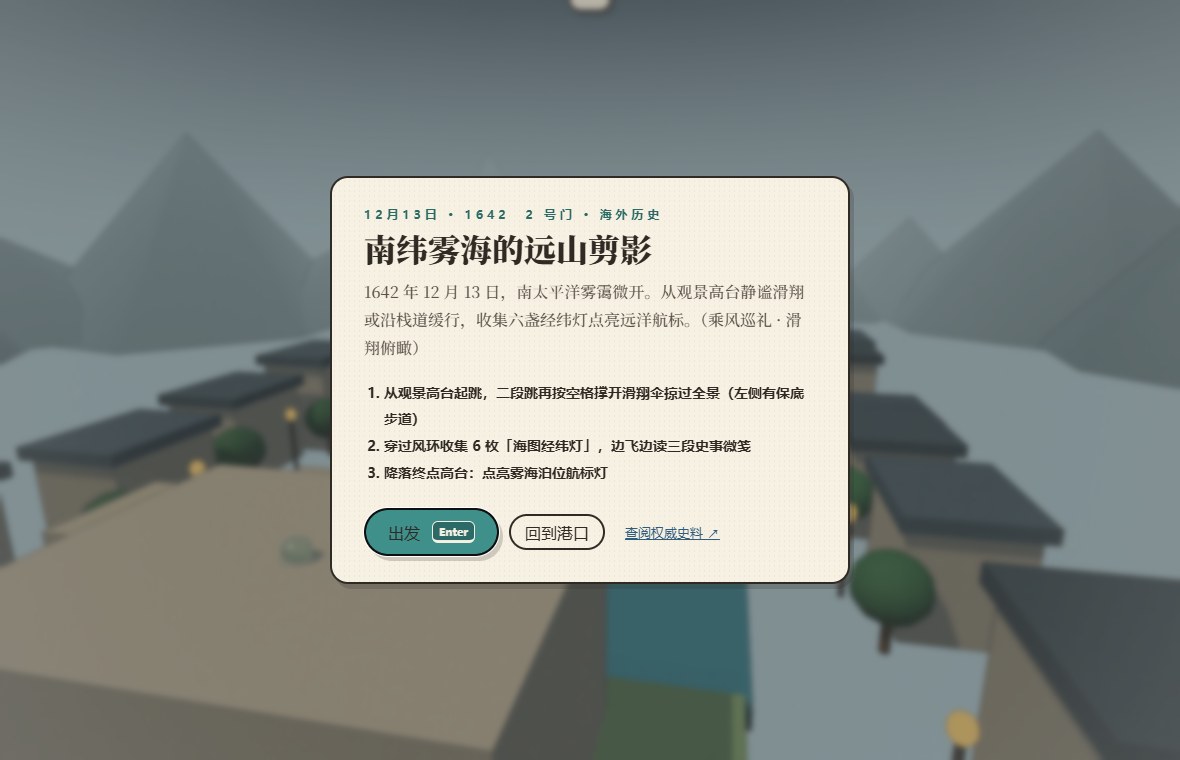 12月13日 • 1642 2 号门 • 海外历史
南纬雾海的远山剪影
1642 年 12 月 13 日，南太平洋雾霭微开。从观景高台静谧滑翔
或沿栈道缓行，收集六盏经纬灯点亮远洋航标。（乘风巡礼 · 滑
翔俯瞰）
1. 从观景高台起跳，二段跳再按空格撑开滑翔伞掠过全景（左侧有保底
步道）
2. 穿过风环收集 6 枚「海图经纬灯」，边飞边读三段史事微笺
3. 降落终点高台：点亮雾海泊位航标灯
出发 Enter 回到港口 查阅权威史料 ↗